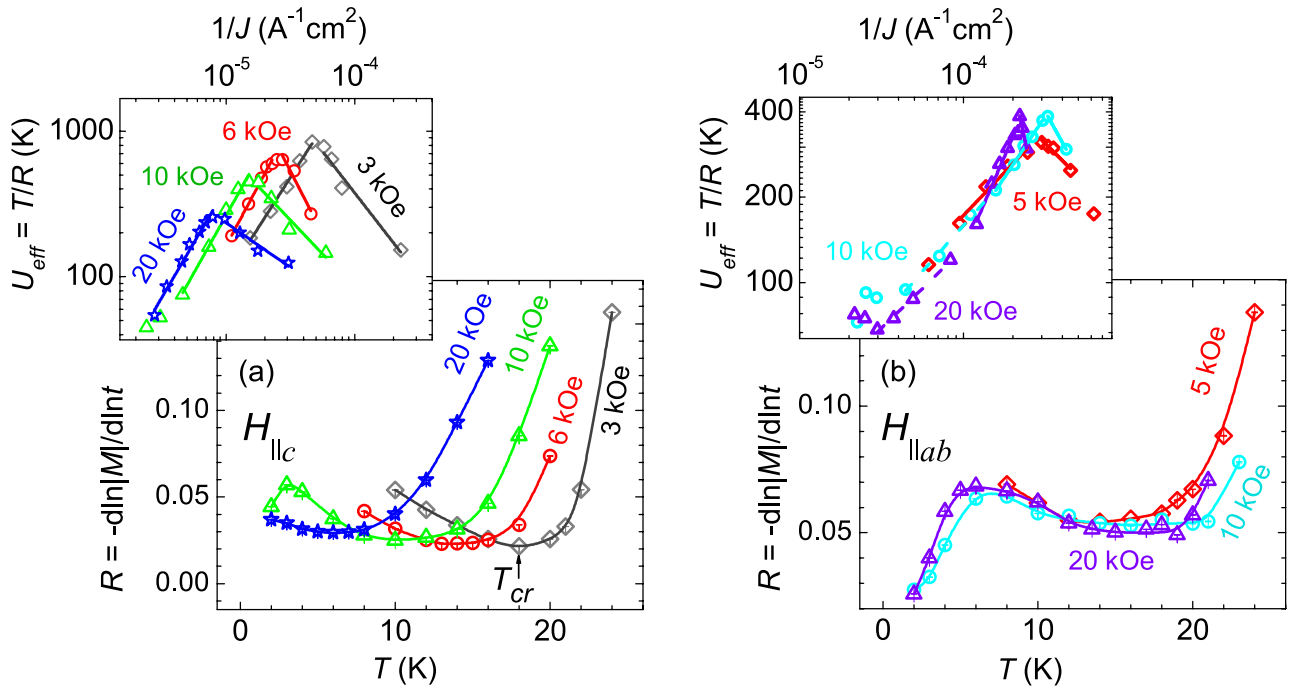 1/J (A⁻¹cm²)
10⁻⁵ 10⁻⁴
U_eff = T/R (K)
1000
100
20 kOe
10 kOe
6 kOe
3 kOe
(a)
H_||c
20 kOe
10 kOe
6 kOe
3 kOe
T_cr
R = -dln|M|/dlnt
0.10
0.05
0.00
0 10 20
T (K)
1/J (A⁻¹cm²)
10⁻⁵ 10⁻⁴
U_eff = T/R (K)
400
200
100
5 kOe
10 kOe
20 kOe
(b)
H_||ab
5 kOe
10 kOe
20 kOe
R = -dln|M|/dlnt
0.10
0.05
0 10 20
T (K)